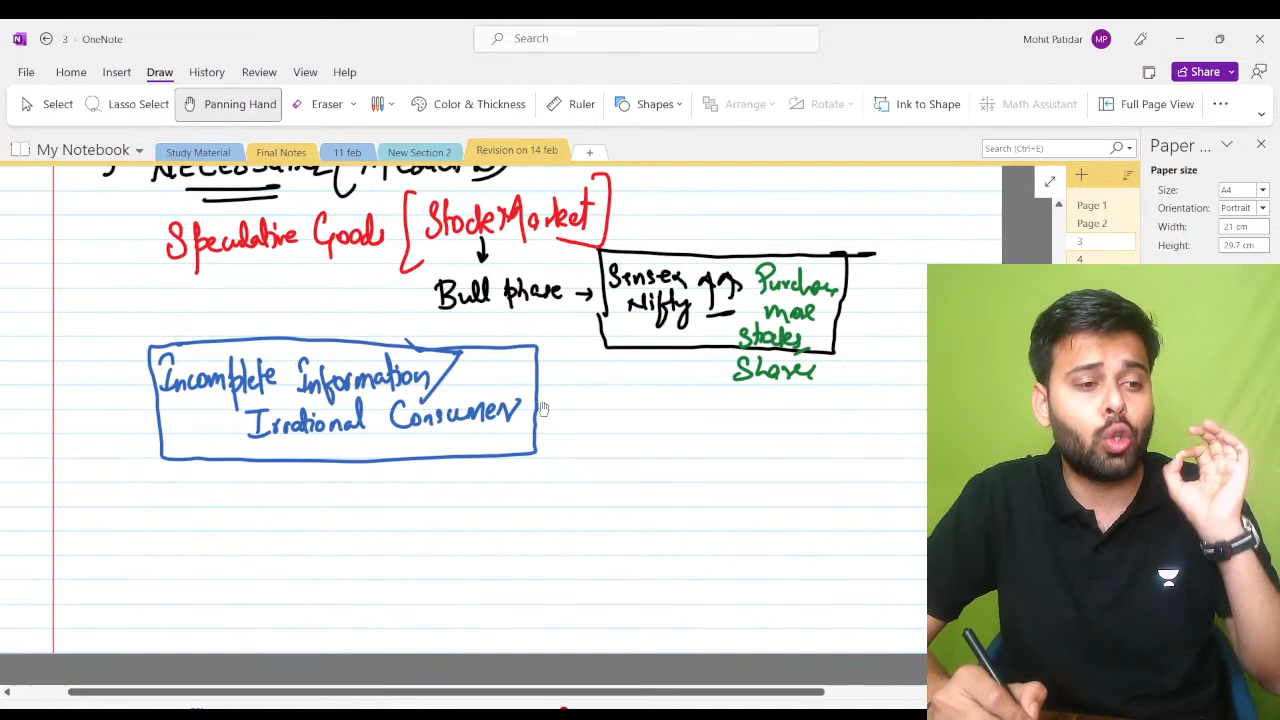 3 - OneNote
Search
Mohit Patidar MP
File Home Insert Draw History Review View Help
Share
Select Lasso Select Panning Hand Eraser Color & Thickness Ruler Shapes Arrange Rotate Ink to Shape Math Assistant Full Page View
My Notebook Study Material Final Notes 11 feb New Section 2 Revision on 14 feb
Search (Ctrl+E)
Paper ...
Paper size
Size: A4
Orientation: Portrait
Width: 21 cm
Height: 29.7 cm
Page 1
Page 2
3
4
Speculative Goods [Stock Market]
Bull phase → Sensex
Nifty ↑↑
Purchase
more
Stocks
Share
Incomplete Information
Irrational Consumer